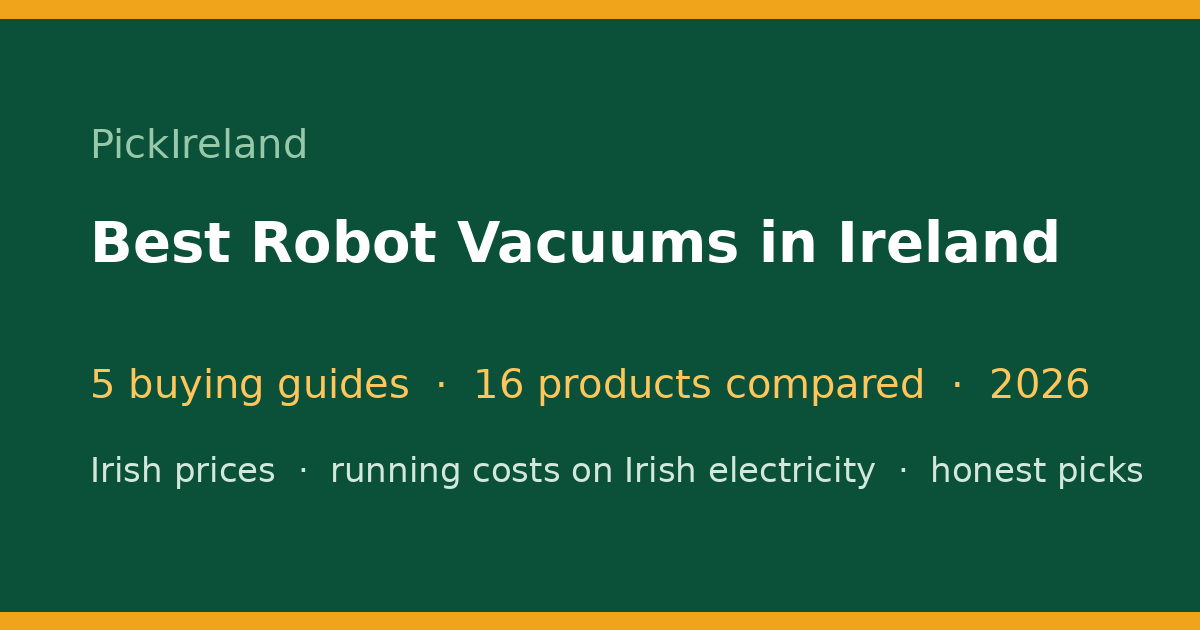 PickIreland
Best Robot Vacuums in Ireland
5 buying guides · 16 products compared · 2026
Irish prices · running costs on Irish electricity · honest picks